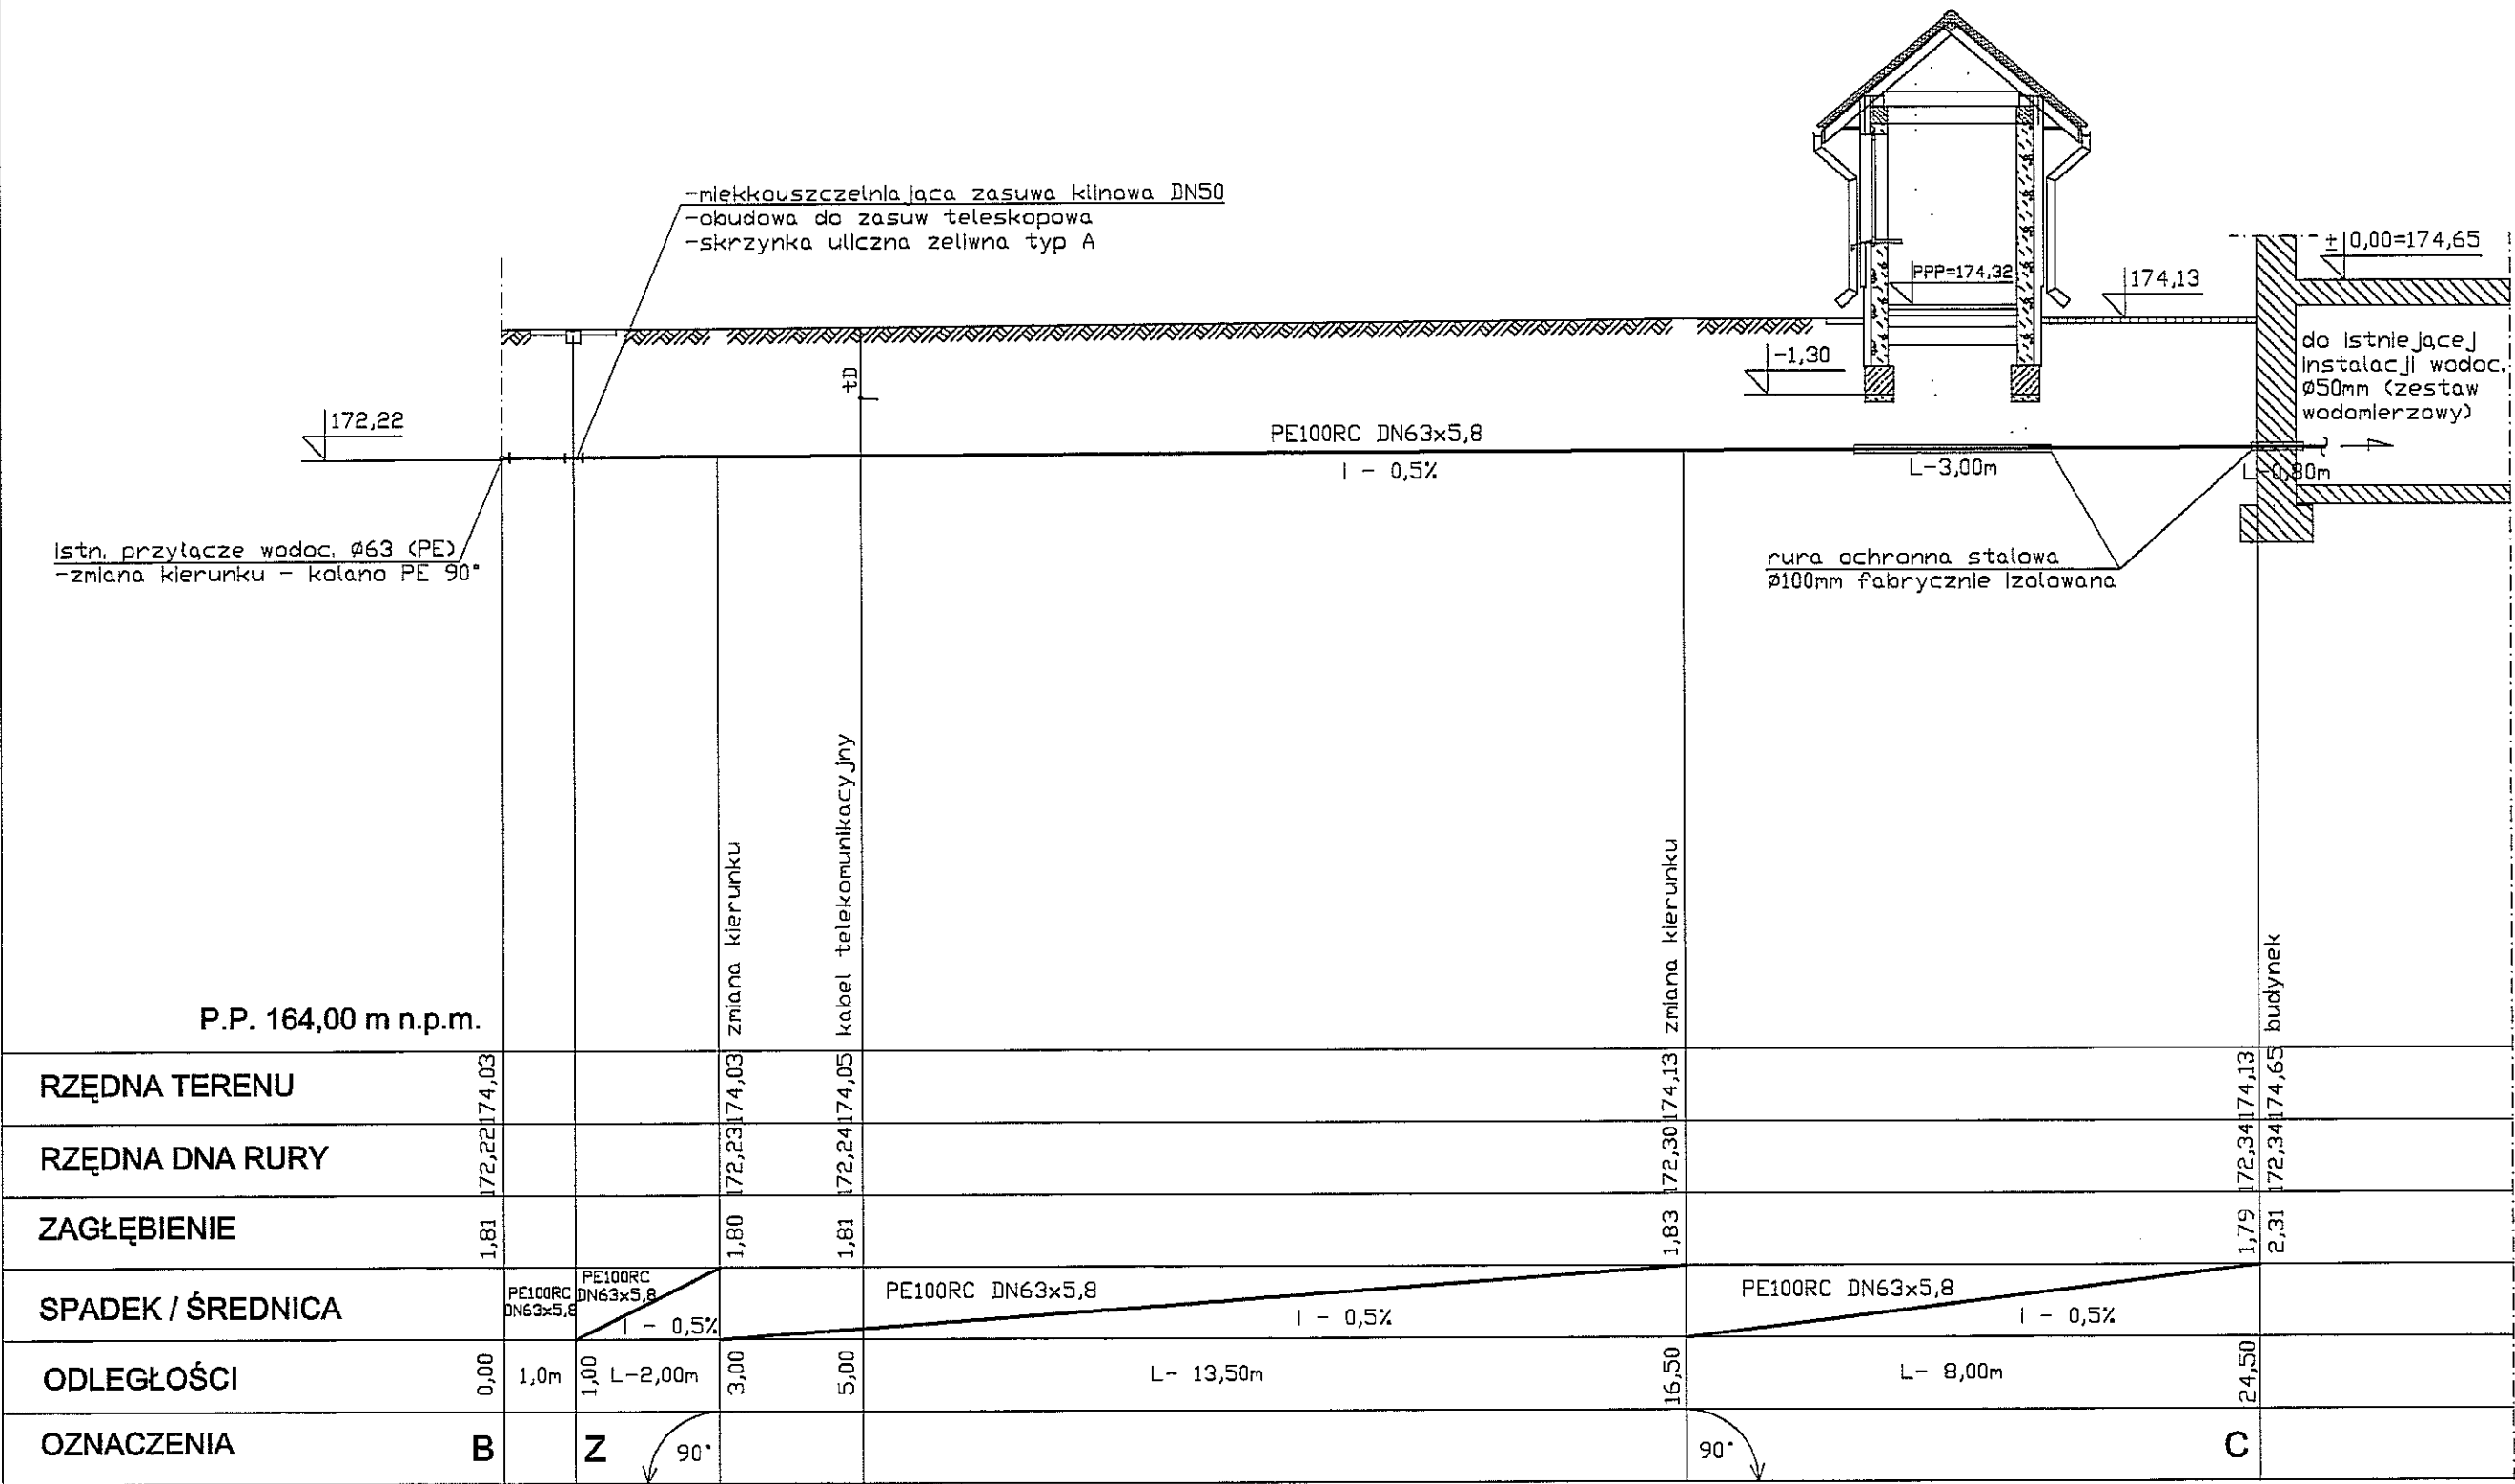 -miekkouszczelniająca zasuwa klinowa DN50
-obudowa do zasuw teleskopowa
-skrzynka uliczna zeliwna typ A
PPP=174,32
174,13
± 0,00=174,65
-1,30
do istniejącej
instalacji wodoc.
Ø50mm (zestaw
wodomierzowy)
tD
172,22
PE100RC DN63x5,8
I - 0,5%
L-3,00m
L-0,80m
istn. przyłącze wodoc. Ø63 (PE)
-zmiana kierunku - kolano PE 90°
rura ochronna stalowa
Ø100mm fabrycznie izolowana
zmiana kierunku
kabel telekomunikacyjny
zmiana kierunku
budynek
P.P. 164,00 m n.p.m.
RZĘDNA TERENU 174,03 174,03 174,05 174,13 174,13 174,65
RZĘDNA DNA RURY 172,22 172,23 172,24 172,30 172,34 172,34
ZAGŁĘBIENIE 1,81 1,80 1,81 1,83 1,79 2,31
SPADEK / ŚREDNICA
PE100RC
DN63x5,8
PE100RC
DN63x5,8
I - 0,5%
PE100RC DN63x5,8
I - 0,5%
PE100RC DN63x5,8
I - 0,5%
ODLEGŁOŚCI 0,00 1,0m 1,00 L-2,00m 3,00 5,00 L- 13,50m 16,50 L- 8,00m 24,50
OZNACZENIA B Z 90° 90° C